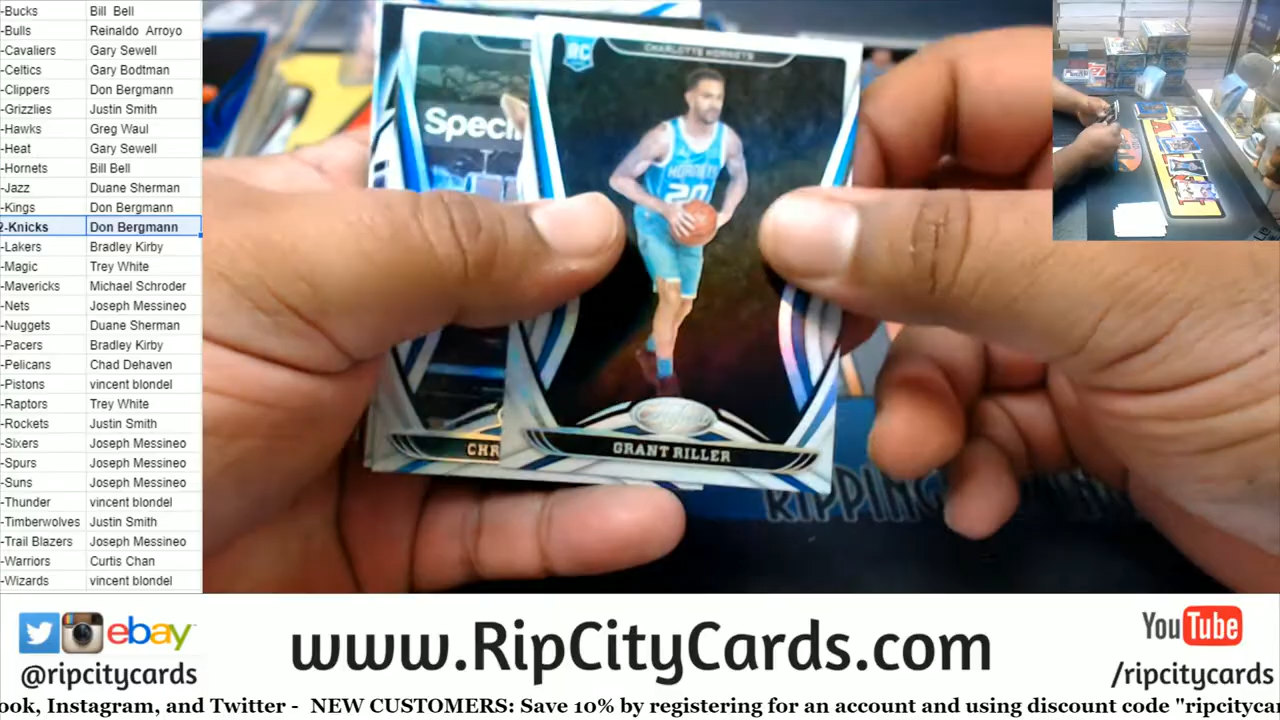 -Bucks Bill Bell
-Bulls Reinaldo Arroyo
-Cavaliers Gary Sewell
-Celtics Gary Bodtman
-Clippers Don Bergmann
-Grizzlies Justin Smith
-Hawks Greg Waul
-Heat Gary Sewell
-Hornets Bill Bell
-Jazz Duane Sherman
-Kings Don Bergmann
2-Knicks Don Bergmann
-Lakers Bradley Kirby
-Magic Trey White
-Mavericks Michael Schroder
-Nets Joseph Messineo
-Nuggets Duane Sherman
-Pacers Bradley Kirby
-Pelicans Chad Dehaven
-Pistons vincent blondel
-Raptors Trey White
-Rockets Justin Smith
-Sixers Joseph Messineo
-Spurs Joseph Messineo
-Suns Joseph Messineo
-Thunder vincent blondel
-Timberwolves Justin Smith
-Trail Blazers Joseph Messineo
-Warriors Curtis Chan
-Wizards vincent blondel
RC
CHARLOTTE HORNETS
Speci
HORNETS
20
Certified
CHR
GRANT RILLER
RIPPING
ebay
@ripcitycards
www.RipCityCards.com
YouTube
/ripcitycards
ook, Instagram, and Twitter - NEW CUSTOMERS: Save 10% by registering for an account and using discount code "ripcitycar